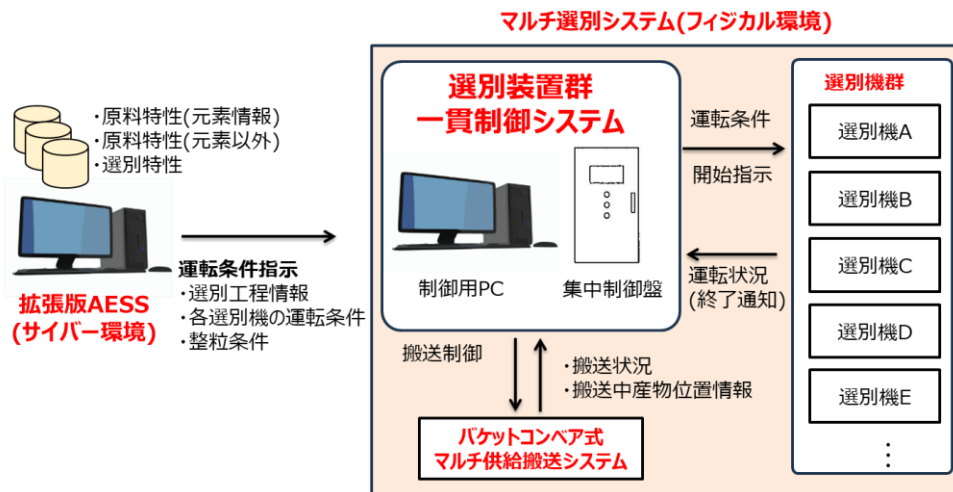 マルチ選別システム(フィジカル環境)
・原料特性(元素情報)
・原料特性(元素以外)
・選別特性
拡張版AESS
(サイバー環境)
運転条件指示
・選別工程情報
・各選別機の運転条件
・整粒条件
選別装置群
一貫制御システム
制御用PC
集中制御盤
運転条件
開始指示
運転状況
(終了通知)
選別機群
選別機A
選別機B
選別機C
選別機D
選別機E
⋮
搬送制御
・搬送状況
・搬送中産物位置情報
バケットコンベア式
マルチ供給搬送システム